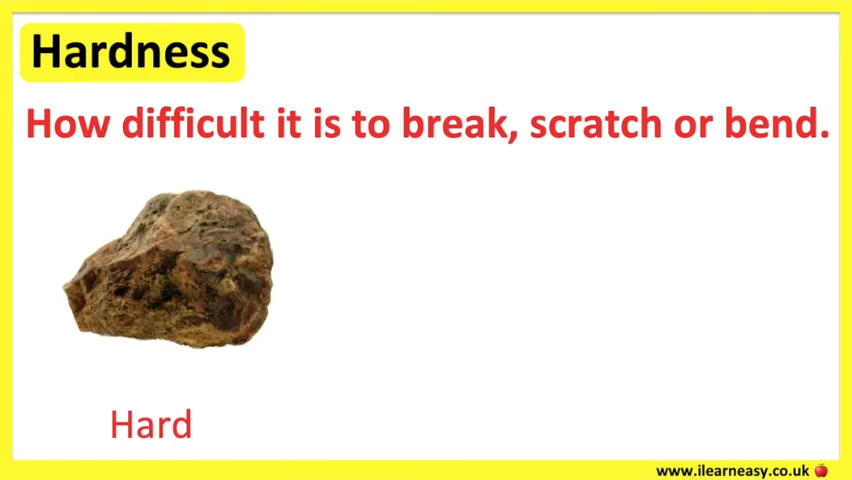 Hardness
How difficult it is to break, scratch or bend.
Hard
www.ilearneasy.co.uk